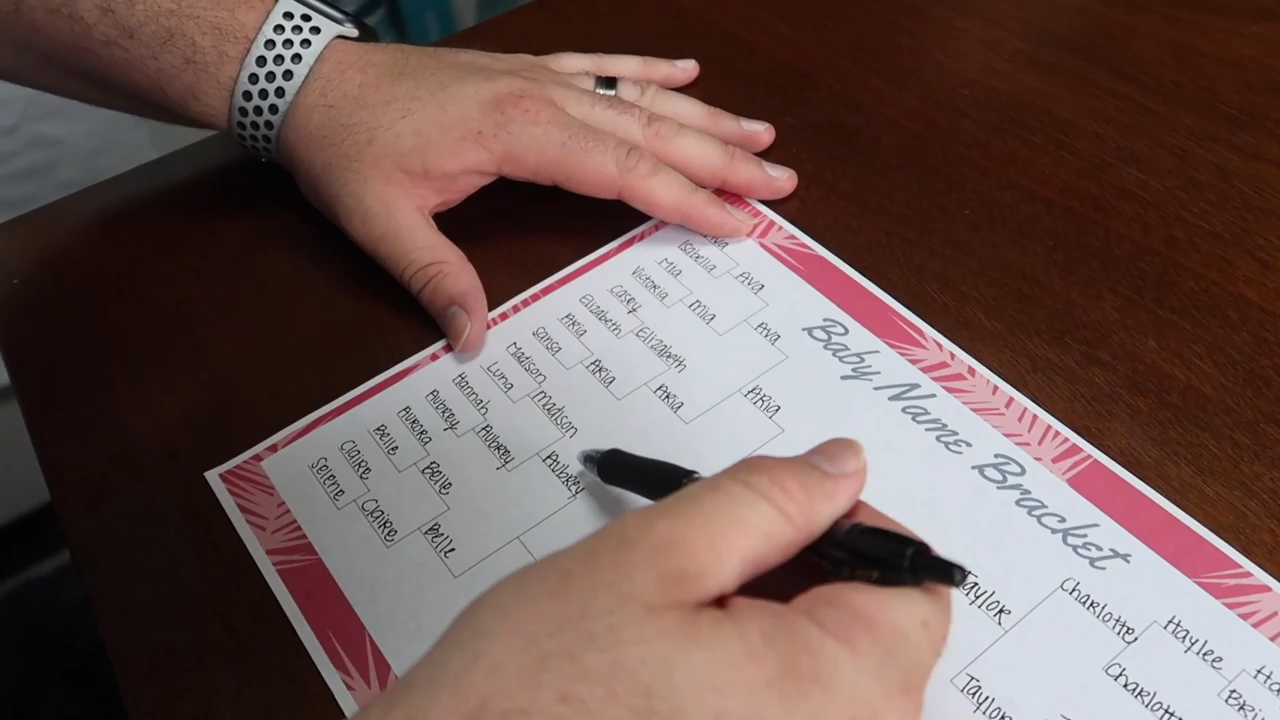 Baby Name Bracket
Isabella
Mia
Victoria
Casey
Elizabeth
Aria
Sansa
Madison
Luna
Hannah
Aubrey
Aurora
Belle
Claire
Selene
Ava
Mia
Elizabeth
Aria
Madison
Aubrey
Belle
Claire
Ava
Aria
Aubrey
Belle
Aria
Taylor
Taylor
Charlotte
Charlott
Haylee